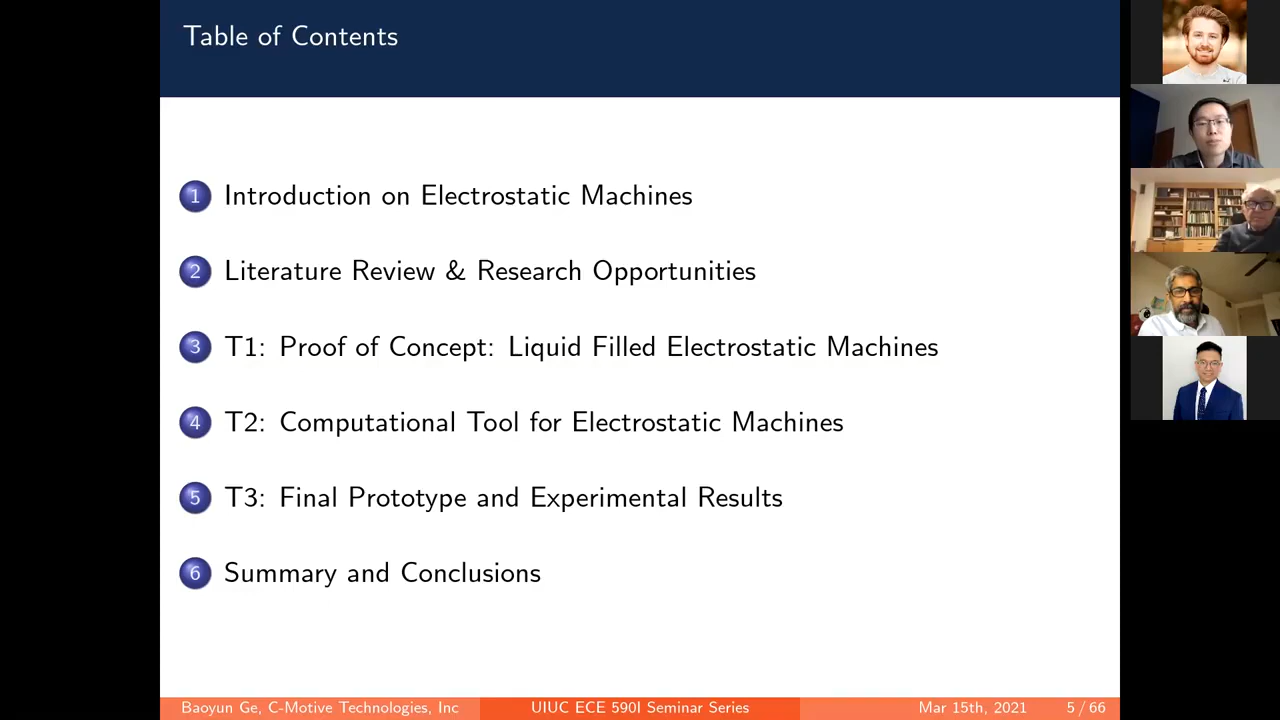 Table of Contents
1 Introduction on Electrostatic Machines
2 Literature Review & Research Opportunities
3 T1: Proof of Concept: Liquid Filled Electrostatic Machines
4 T2: Computational Tool for Electrostatic Machines
5 T3: Final Prototype and Experimental Results
6 Summary and Conclusions
Baoyun Ge, C-Motive Technologies, Inc UIUC ECE 590I Seminar Series Mar 15th, 2021 5 / 66